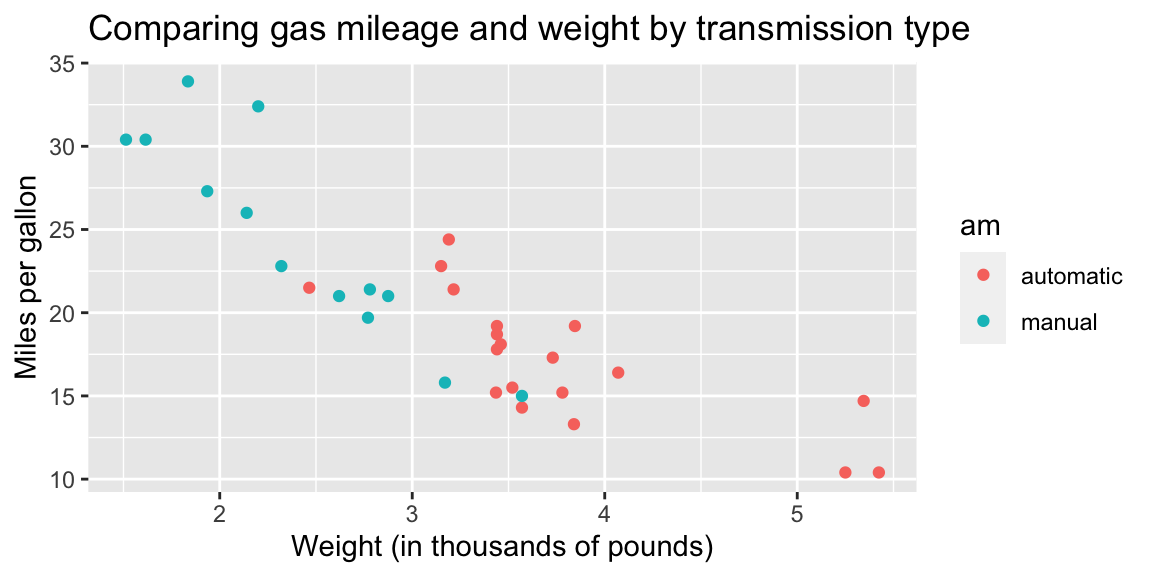 Comparing gas mileage and weight by transmission type
35
30
25
20
15
10
Miles per gallon
2 3 4 5
Weight (in thousands of pounds)
am
automatic
manual